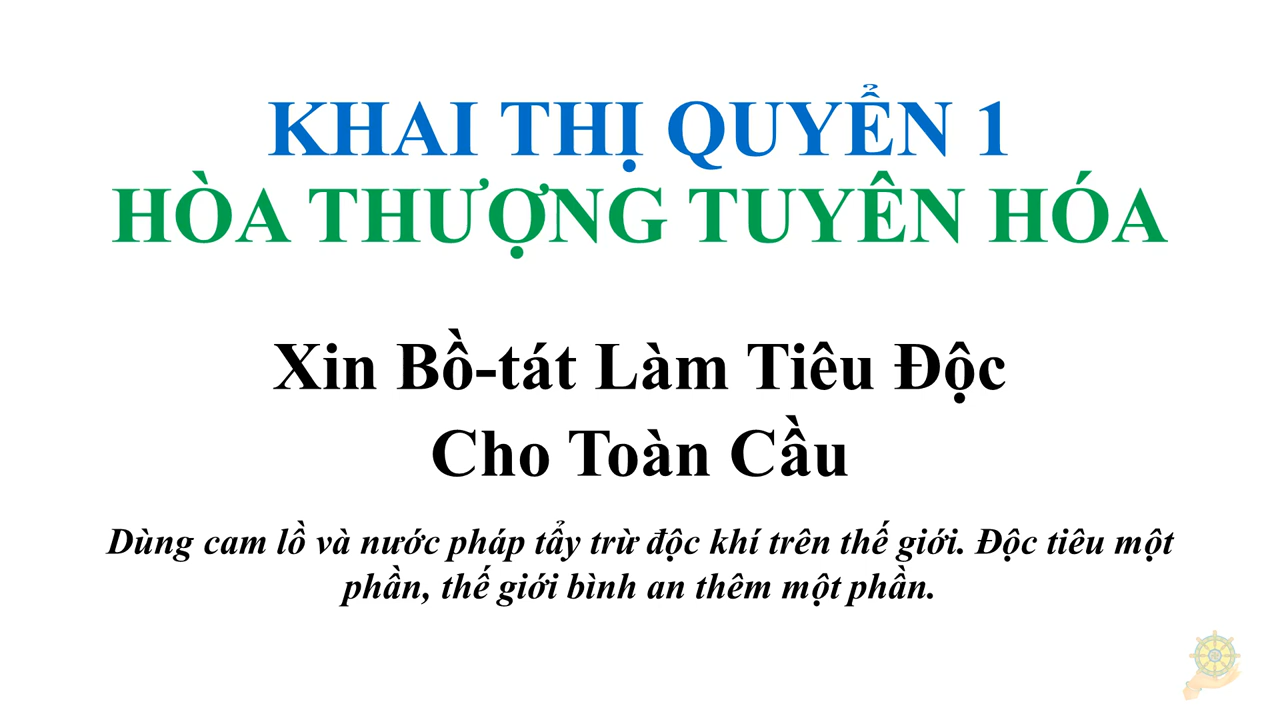 KHAI THỊ QUYỂN 1
HÒA THƯỢNG TUYÊN HÓA
Xin Bồ-tát Làm Tiêu Độc
Cho Toàn Cầu
Dùng cam lồ và nước pháp tẩy trừ độc khí trên thế giới. Độc tiêu một
phần, thế giới bình an thêm một phần.